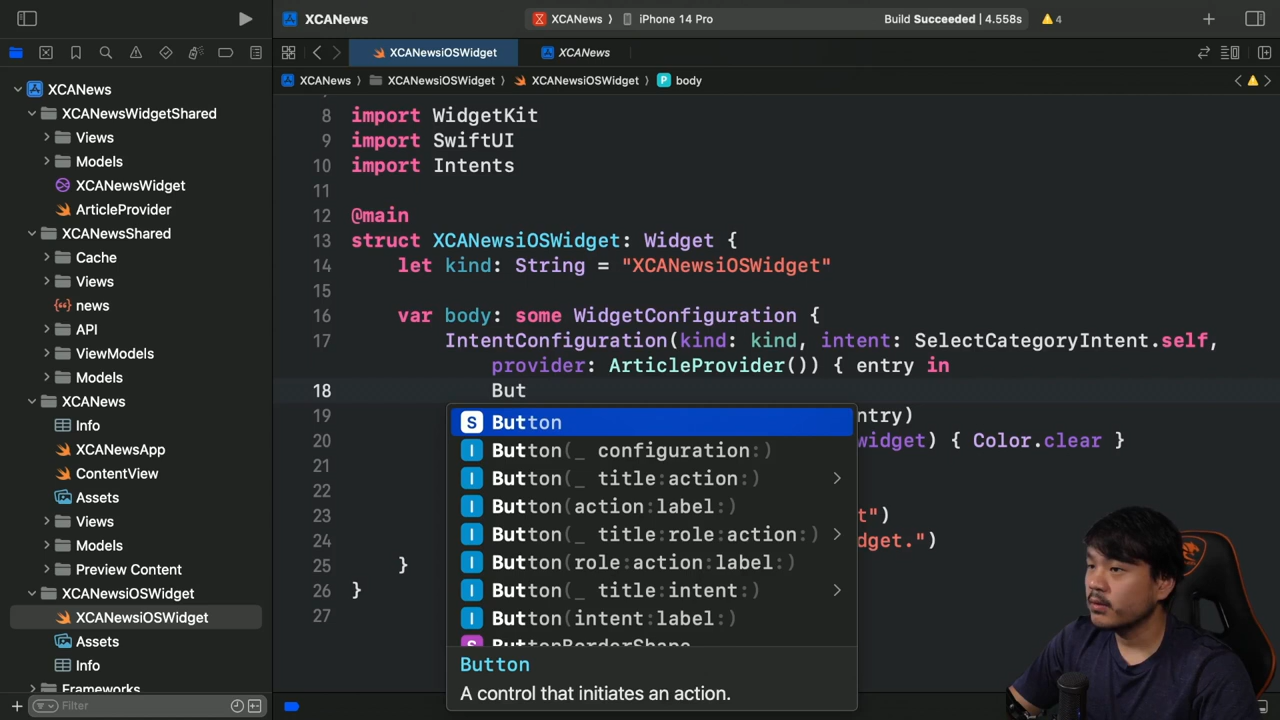 XCANews
XCANews 〉 iPhone 14 Pro
Build Succeeded | 4.558s
4
XCANewsiOSWidget
XCANews
XCANews 〉 XCANewsiOSWidget 〉 XCANewsiOSWidget 〉 P body
XCANews
XCANewsWidgetShared
Views
Models
XCANewsWidget
ArticleProvider
XCANewsShared
Cache
Views
news
API
ViewModels
Models
XCANews
Info
XCANewsApp
ContentView
Assets
Views
Models
Preview Content
XCANewsiOSWidget
XCANewsiOSWidget
Assets
Info
Frameworks
Filter
8 import WidgetKit
9 import SwiftUI
10 import Intents
11
12 @main
13 struct XCANewsiOSWidget: Widget {
14 let kind: String = "XCANewsiOSWidget"
15
16 var body: some WidgetConfiguration {
17 IntentConfiguration(kind: kind, intent: SelectCategoryIntent.self,
provider: ArticleProvider()) { entry in
18 But
19 ntry)
20 widget) { Color.clear }
21
22
23 t")
24 dget.")
25 }
26 }
27
S Button
I Button(_ configuration:)
I Button(_ title:action:)
I Button(action:label:)
I Button(_ title:role:action:)
I Button(role:action:label:)
I Button(_ title:intent:)
I Button(intent:label:)
S ButtonBorderShape
Button
A control that initiates an action.